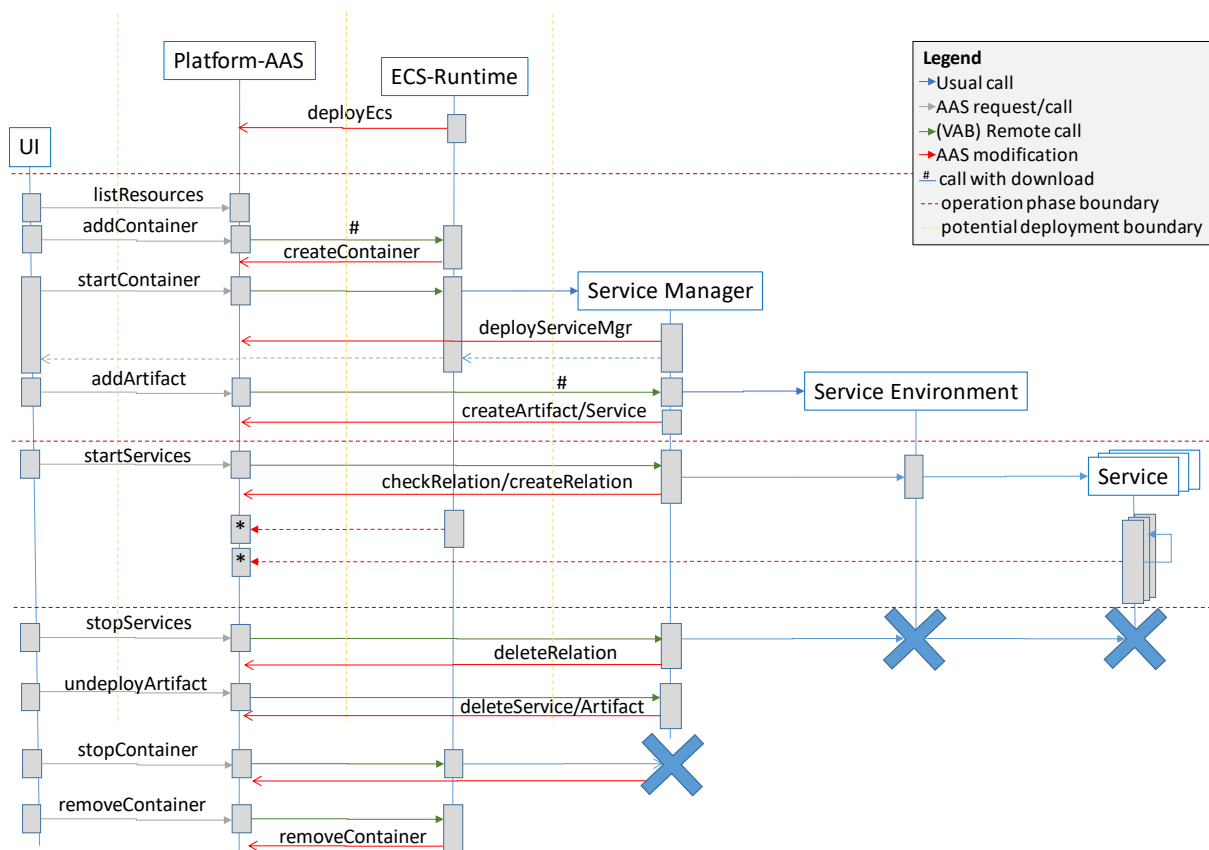 Platform-AAS
ECS-Runtime
Legend
Usual call
AAS request/call
(VAB) Remote call
AAS modification
# call with download
operation phase boundary
potential deployment boundary
deployEcs
UI
listResources
addContainer
#
createContainer
startContainer
Service Manager
deployServiceMgr
addArtifact
#
Service Environment
createArtifact/Service
startServices
checkRelation/createRelation
Service
*
*
stopServices
deleteRelation
undeployArtifact
deleteService/Artifact
stopContainer
removeContainer
removeContainer